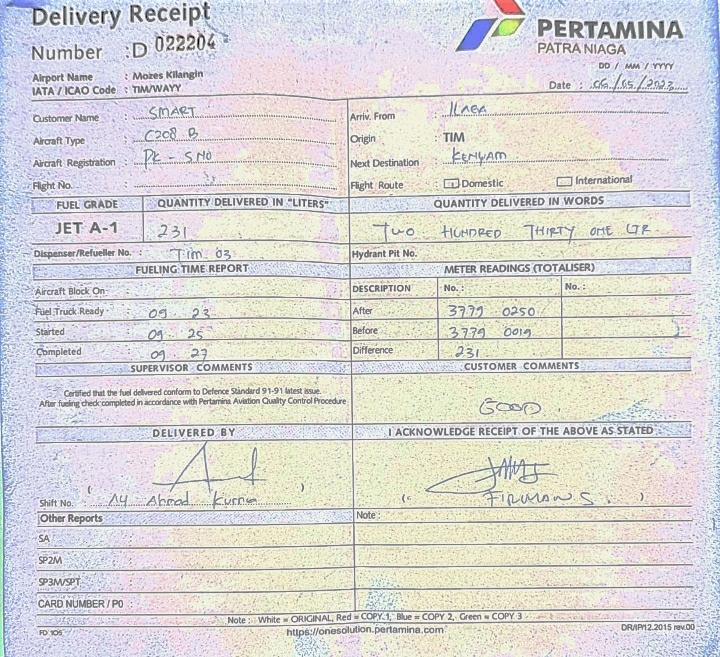 Delivery Receipt
Number : D 022204
PERTAMINA
PATRA NIAGA
Airport Name : Mozes Kilangin
IATA / ICAO Code : TIM/WAYY
DD / MM / YYYY
Date : 06/05/2023
Customer Name : SMART
Aircraft Type : C208 B
Aircraft Registration : PK - SNO
Flight No. :
Arriv. From : ILAGA
Origin : TIM
Next Destination : KENYAM
Flight Route : Domestic International
FUEL GRADE QUANTITY DELIVERED IN "LITERS" QUANTITY DELIVERED IN WORDS
JET A-1 231 TWO HUNDRED THIRTY ONE LTR
Dispenser/Refueller No. : Tim 03 Hydrant Pit No.
FUELING TIME REPORT METER READINGS (TOTALISER)
Aircraft Block On : DESCRIPTION No. : No. :
Fuel Truck Ready : 09 23 After 3779 0250
Started : 09 25 Before 3779 0019
Completed : 09 27 Difference 231
SUPERVISOR COMMENTS CUSTOMER COMMENTS
Certified that the fuel delivered conform to Defence Standard 91-91 latest issue.
After fueling check completed in accordance with Pertamina Aviation Quality Control Procedure
GOOD.
DELIVERED BY I ACKNOWLEDGE RECEIPT OF THE ABOVE AS STATED
Shift No. Ahmad FIRMAN S.
Other Reports Note :
SA :
SP2M :
SP3M/SPT :
CARD NUMBER / PO :
Note : White = ORIGINAL, Red = COPY 1, Blue = COPY 2, Green = COPY 3
FO 105 https://onesolution.pertamina.com DR/IP/12.2015 rev.00